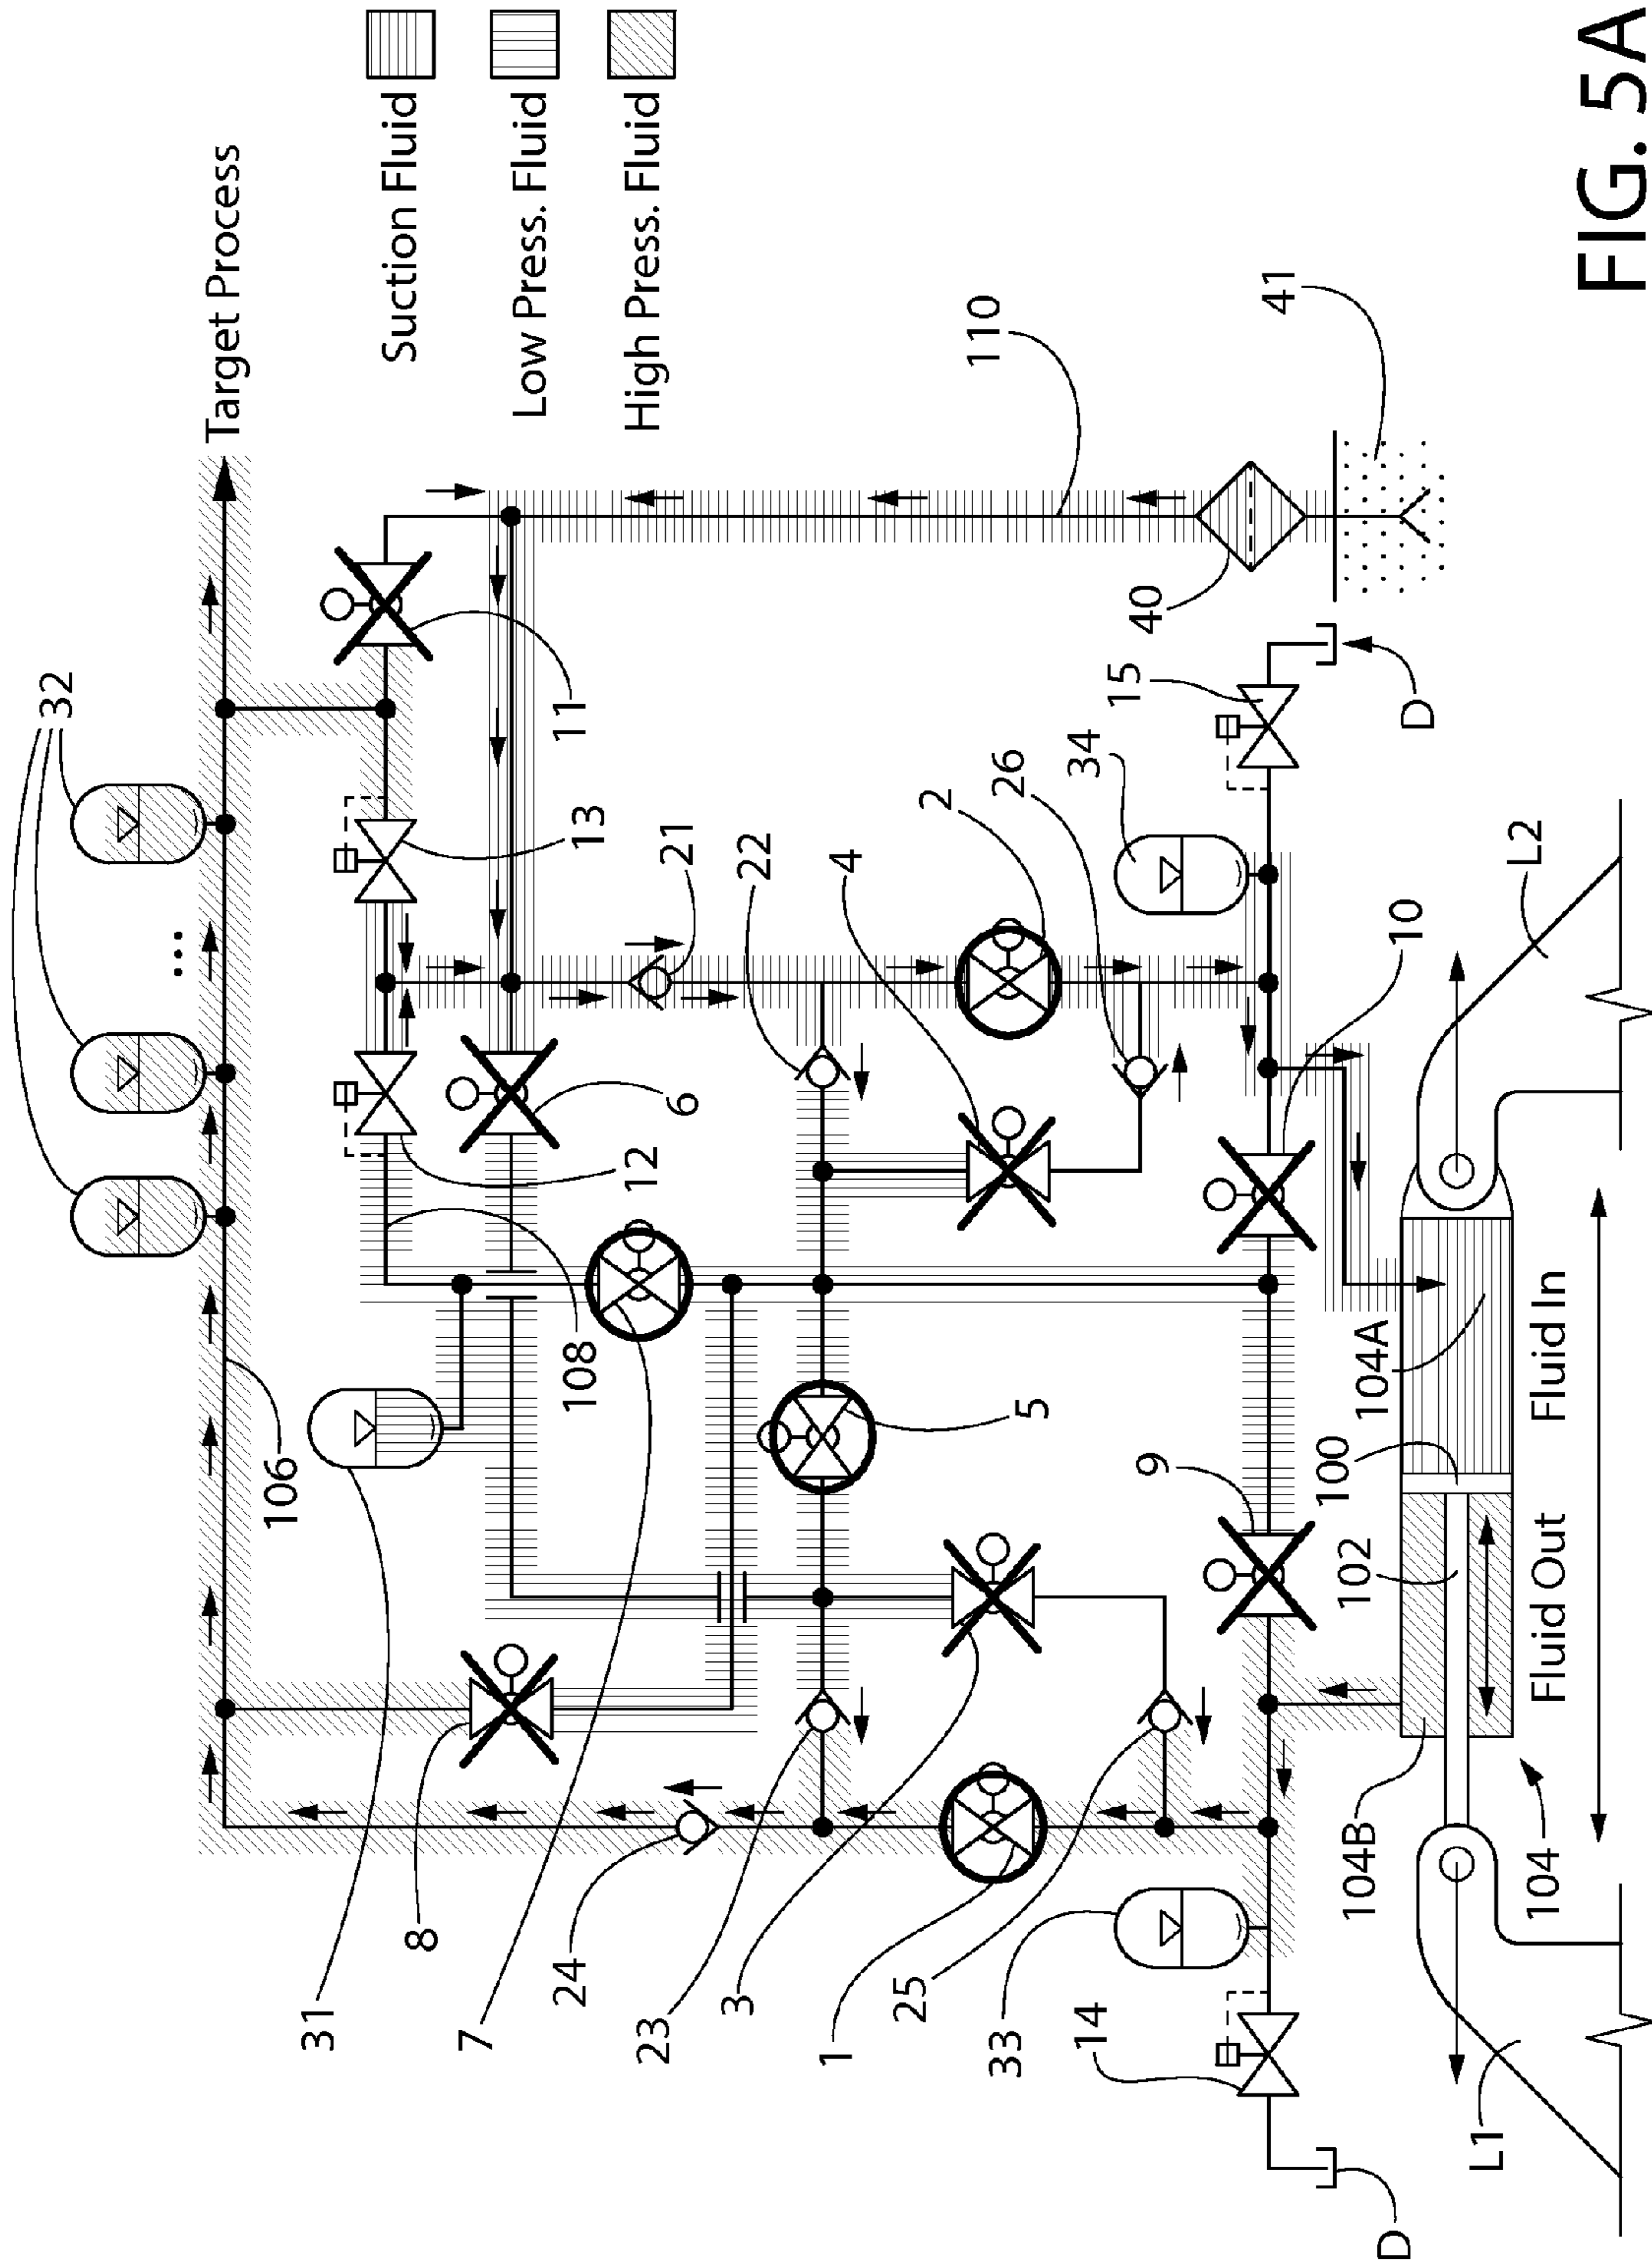 32
Target Process
Suction Fluid
Low Press. Fluid
High Press. Fluid
106
31
108
12
6
13
11
21
22
4
2
26
34
15
D
40
41
110
8
7
24
23
3
1
25
33
14
D
5
9
10
...
104B
102
100
104A
Fluid Out
Fluid In
104
L1
L2
FIG. 5A